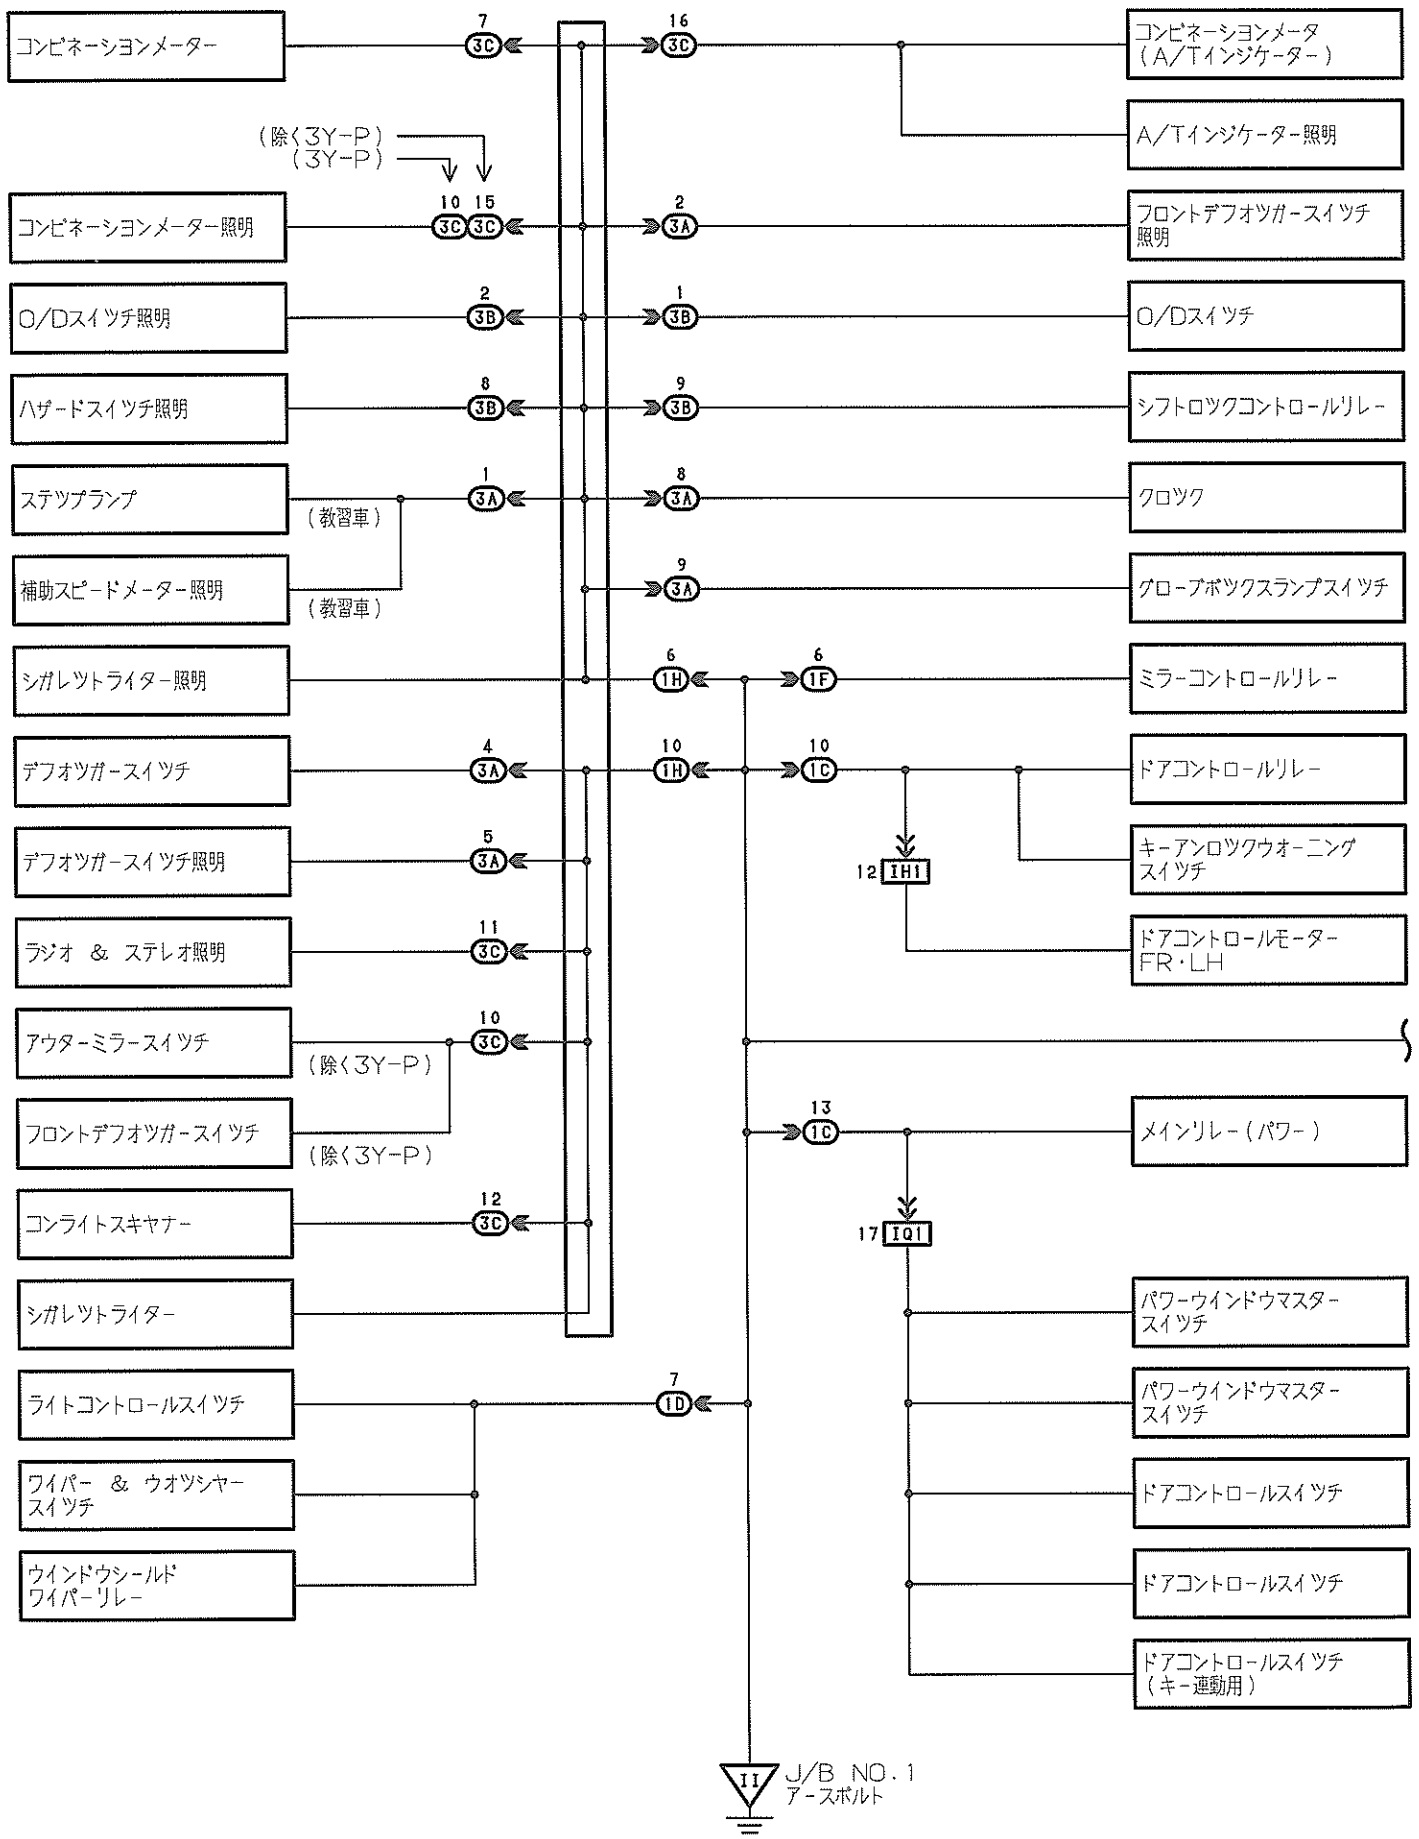 7
16
コンビネーシヨンメーター
3C
3C
コンビネーシヨンメータ
(A/Tインジケーター)
A/Tインジケーター照明
(除く3Y-P)
(3Y-P)
10 15
2
コンビネーシヨンメーター照明
3C 3C
3A
フロントデフオツガースイツチ
照明
2
1
O/Dスイツチ照明
3B
3B
O/Dスイツチ
8
9
ハザードスイツチ照明
3B
3B
シフトロツクコントロールリレー
1
8
ステツプランプ
(教習車)
3A
3A
クロツク
9
補助スピードメーター照明
(教習車)
3A
グローブボツクスランプスイツチ
6
6
シガレツトライター照明
1H
1F
ミラーコントロールリレー
4
10
10
デフオツガースイツチ
3A
1H
1C
ドアコントロールリレー
5
デフオツガースイツチ照明
3A
12 IH1
キーアンロツクウオーニング
スイツチ
11
ラジオ & ステレオ照明
3C
ドアコントロールモーター
FR・LH
10
アウターミラースイツチ
3C
(除く3Y-P)
13
フロントデフオツガースイツチ
(除く3Y-P)
1C
メインリレー(パワー)
12
コンライトスキヤナー
3C
17 IQ1
シガレツトライター
パワーウインドウマスター
スイツチ
7
ライトコントロールスイツチ
1D
パワーウインドウマスター
スイツチ
ワイパー & ウオツシヤー
スイツチ
ドアコントロールスイツチ
ウインドウシールド
ワイパーリレー
ドアコントロールスイツチ
ドアコントロールスイツチ
(キー連動用)
II
J/B NO.1
アースボルト